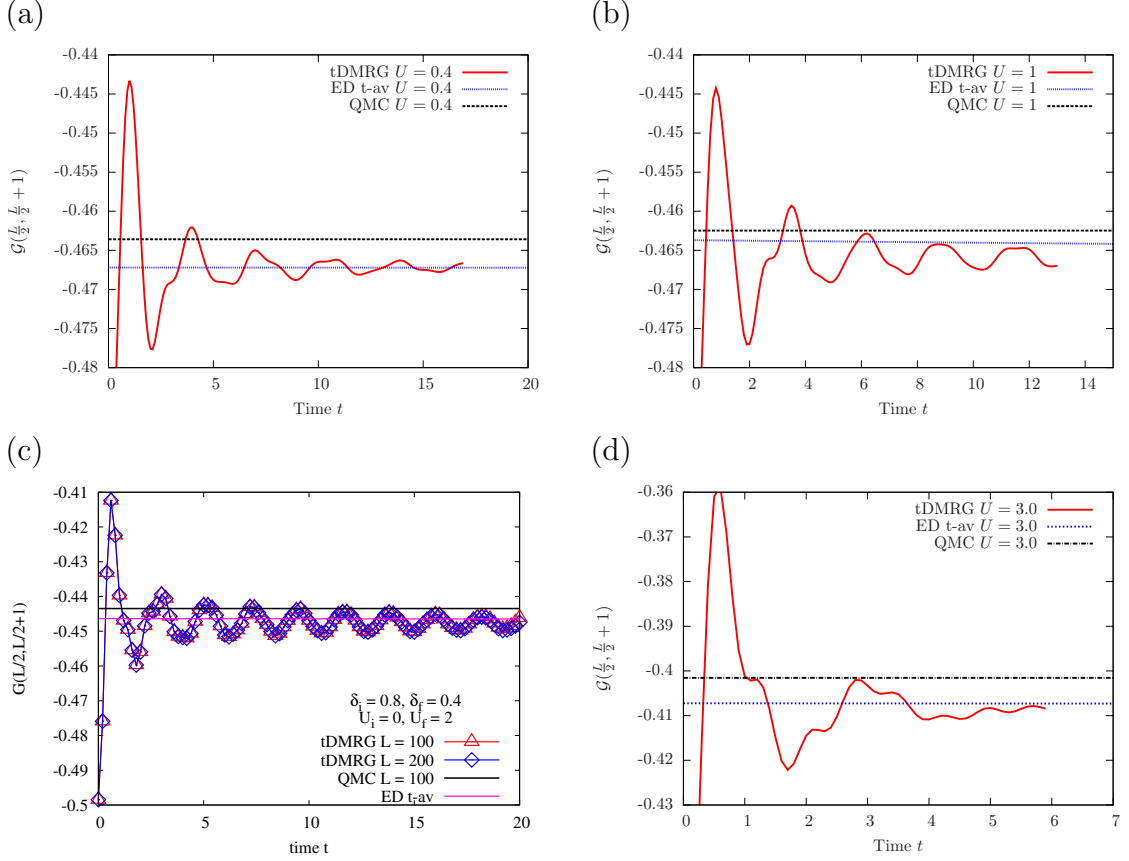 (a)
-0.44
-0.445
-0.45
-0.455
-0.46
-0.465
-0.47
-0.475
-0.48
0 5 10 15 20
𝒢(L/2, L/2 + 1)
Time t
tDMRG U = 0.4
ED t-av U = 0.4
QMC U = 0.4
(b)
-0.44
-0.445
-0.45
-0.455
-0.46
-0.465
-0.47
-0.475
-0.48
0 2 4 6 8 10 12 14
𝒢(L/2, L/2 + 1)
Time t
tDMRG U = 1
ED t-av U = 1
QMC U = 1
(c)
-0.41
-0.42
-0.43
-0.44
-0.45
-0.46
-0.47
-0.48
-0.49
-0.5
0 5 10 15 20
G(L/2,L/2+1)
time t
δi = 0.8, δf = 0.4
Ui = 0, Uf = 2
tDMRG L = 100
tDMRG L = 200
QMC L = 100
ED t-av
(d)
-0.36
-0.37
-0.38
-0.39
-0.4
-0.41
-0.42
-0.43
0 1 2 3 4 5 6 7
𝒢(L/2, L/2 + 1)
Time t
tDMRG U = 3.0
ED t-av U = 3.0
QMC U = 3.0